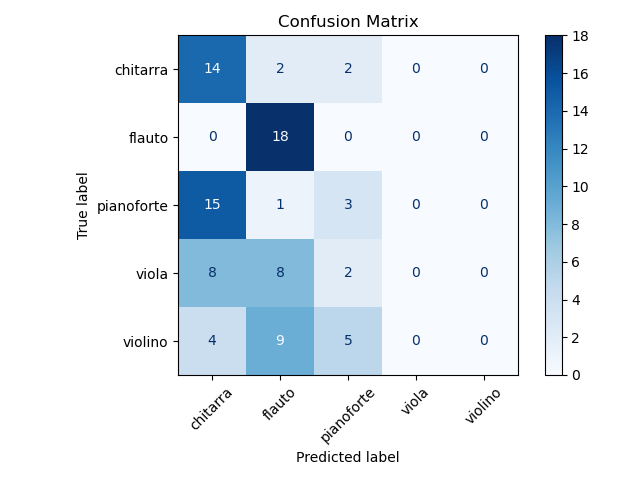 Confusion Matrix
True label
chitarra 14 2 2 0 0
flauto 0 18 0 0 0
pianoforte 15 1 3 0 0
viola 8 8 2 0 0
violino 4 9 5 0 0
chitarra flauto pianoforte viola violino
Predicted label
18
16
14
12
10
8
6
4
2
0